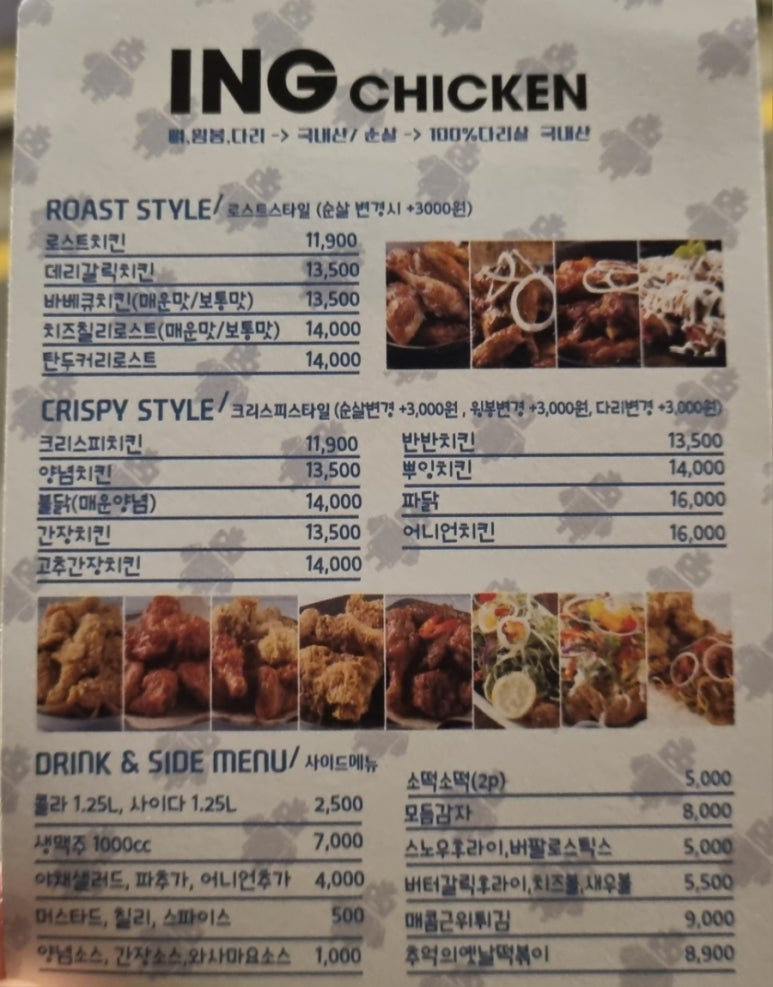 ING CHICKEN
뼈.윙봉.다리 -> 국내산/ 순살 -> 100%다리살 국내산
ROAST STYLE/로스트스타일 (순살 변경시 +3000원)
로스트치킨 11,900
데리갈릭치킨 13,500
바베큐치킨(매운맛/보통맛) 13,500
치즈칠리로스트(매운맛/보통맛) 14,000
탄두커리로스트 14,000
CRISPY STYLE/크리스피스타일 (순살변경 +3,000원, 윙봉변경 +3,000원, 다리변경 +3,000원)
크리스피치킨 11,900
양념치킨 13,500
불닭(매운양념) 14,000
간장치킨 13,500
고추간장치킨 14,000
반반치킨 13,500
뿌잉치킨 14,000
파닭 16,000
어니언치킨 16,000
DRINK & SIDE MENU/사이드메뉴
콜라 1.25L, 사이다 1.25L 2,500
생맥주 1000cc 7,000
야채샐러드, 파추가, 어니언추가 4,000
머스타드, 칠리, 스파이스 500
양념소스, 간장소스,와사마요소스 1,000
소떡소떡(2p) 5,000
모듬감자 8,000
스노우후라이,버팔로스틱스 5,000
버터갈릭후라이,치즈볼,새우볼 5,500
매콤근위튀김 9,000
추억의옛날떡볶이 8,900